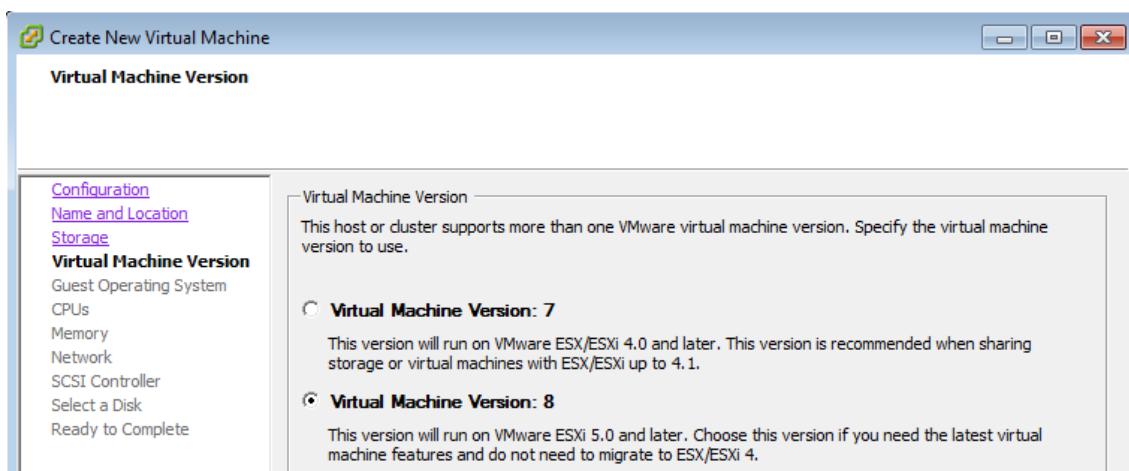 Create New Virtual Machine
Virtual Machine Version
Configuration
Name and Location
Storage
Virtual Machine Version
Guest Operating System
CPUs
Memory
Network
SCSI Controller
Select a Disk
Ready to Complete
Virtual Machine Version
This host or cluster supports more than one VMware virtual machine version. Specify the virtual machine
version to use.
Virtual Machine Version: 7
This version will run on VMware ESX/ESXi 4.0 and later. This version is recommended when sharing
storage or virtual machines with ESX/ESXi up to 4.1.
Virtual Machine Version: 8
This version will run on VMware ESXi 5.0 and later. Choose this version if you need the latest virtual
machine features and do not need to migrate to ESX/ESXi 4.